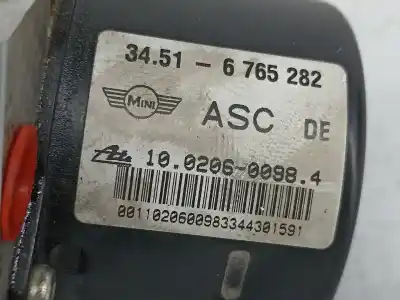 34.51 - 6 765 282
MINI ASC DE
Ate 10.0206-0098.4
0011020600983344301591